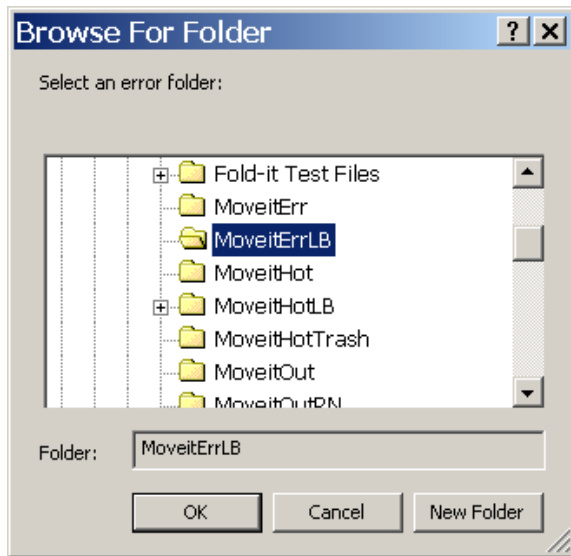 Browse For Folder
Select an error folder:
Fold-it Test Files
MoveitErr
MoveitErrLB
MoveitHot
MoveitHotLB
MoveitHotTrash
MoveitOut
MoveitOutRN
Folder: MoveitErrLB
OK Cancel New Folder